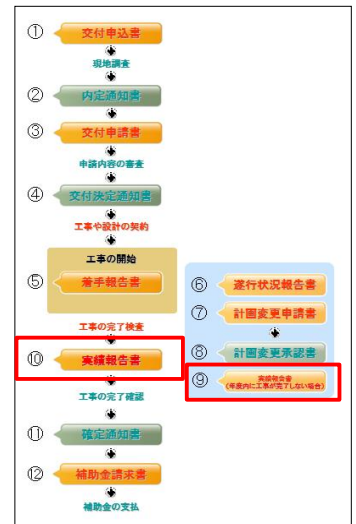 ① 交付申込書
現地調査
② 内定通知書
③ 交付申請書
申請内容の審査
④ 交付決定通知書
工事や設計の契約
工事の開始
⑤ 着手報告書
工事の完了検査
⑩ 実績報告書
工事の完了確認
⑪ 確定通知書
⑫ 補助金請求書
補助金の支払
⑥ 遂行状況報告書
⑦ 計画変更申請書
⑧ 計画変更承認書
⑨ 実績報告書
(年度内に工事が完了しない場合)